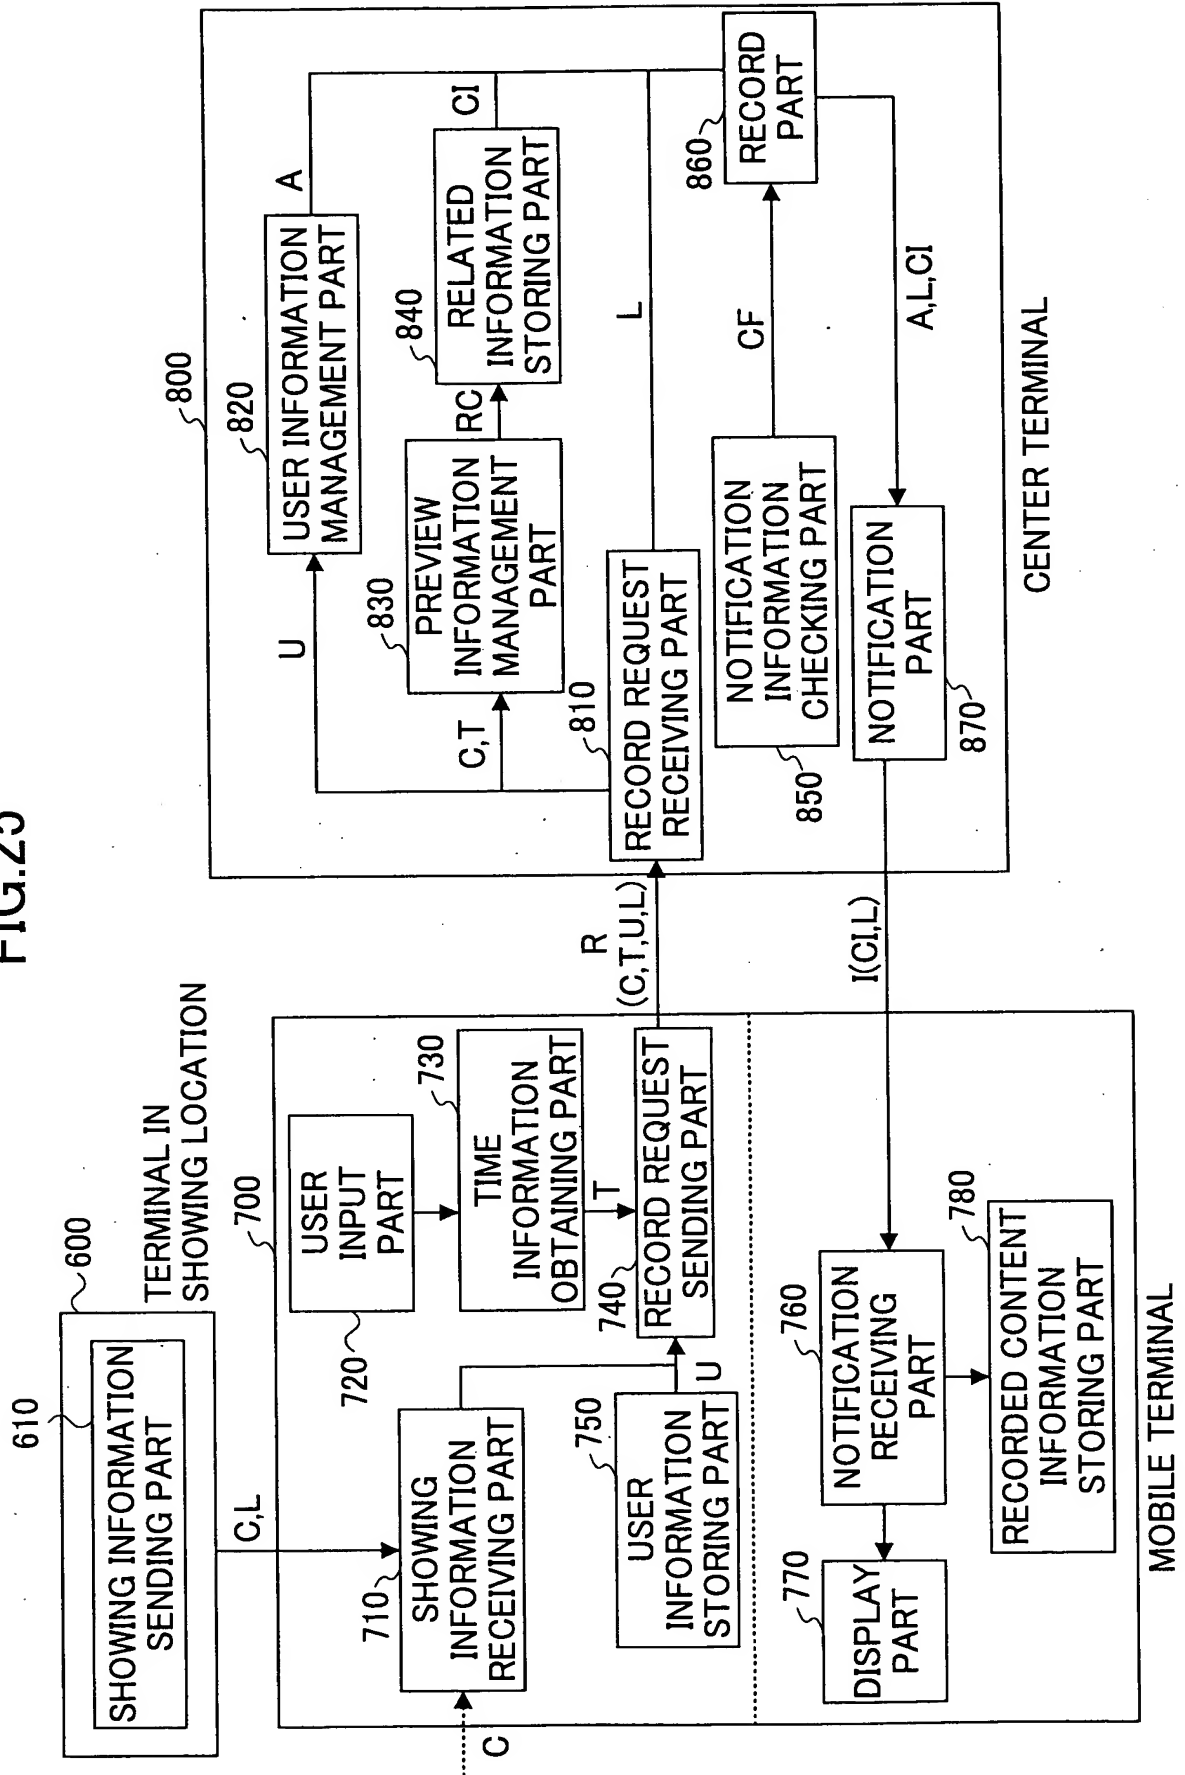 FIG.25
600
TERMINAL IN
SHOWING LOCATION
610
SHOWING INFORMATION
SENDING PART
C,L
700
C
710
SHOWING
INFORMATION
RECEIVING PART
720
USER
INPUT
PART
730
TIME
INFORMATION
OBTAINING PART
T
740
RECORD REQUEST
SENDING PART
750
USER
INFORMATION
STORING PART
U
760
NOTIFICATION
RECEIVING
PART
770
DISPLAY
PART
780
RECORDED CONTENT
INFORMATION
STORING PART
MOBILE TERMINAL
R
(C,T,U,L)
I(CI,L)
800
U
820
USER INFORMATION
MANAGEMENT PART
A
C,T
830
PREVIEW
INFORMATION
MANAGEMENT
PART
RC
840
RELATED
INFORMATION
STORING PART
CI
810
RECORD REQUEST
RECEIVING PART
L
850
NOTIFICATION
INFORMATION
CHECKING PART
CF
860
RECORD
PART
A,L,CI
870
NOTIFICATION
PART
CENTER TERMINAL